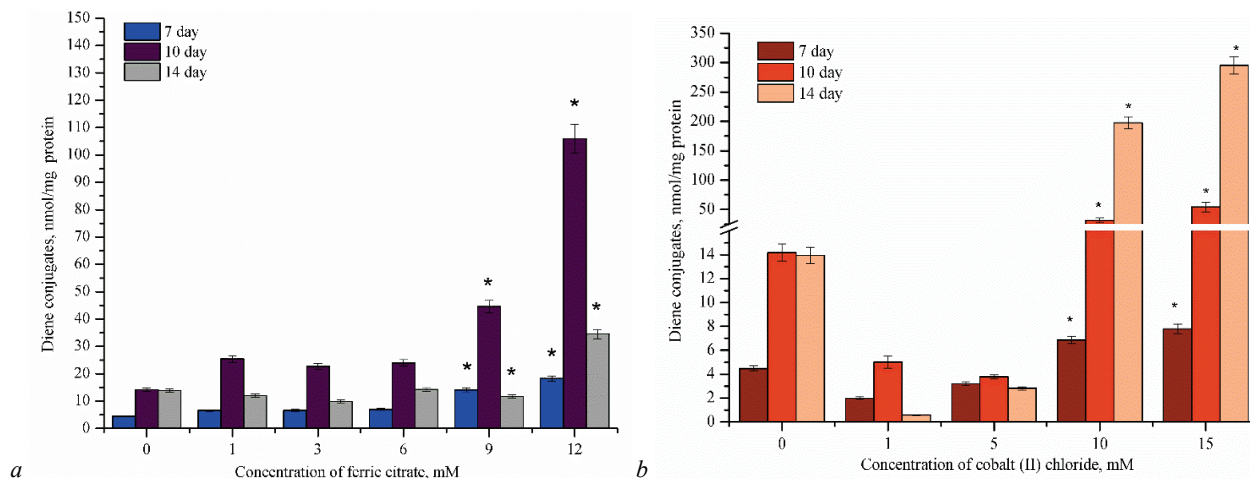 Diene conjugates, nmol/mg protein
150
140
130
120
110
100
90
80
70
60
50
40
30
20
10
0
7 day
10 day
14 day
* * * * * *
0 1 3 6 9 12
Concentration of ferric citrate, mM
a
Diene conjugates, nmol/mg protein
350
300
250
200
150
100
50
14
12
10
8
6
4
2
0
7 day
10 day
14 day
* * * * * *
0 1 5 10 15
Concentration of cobalt (II) chloride, mM
b